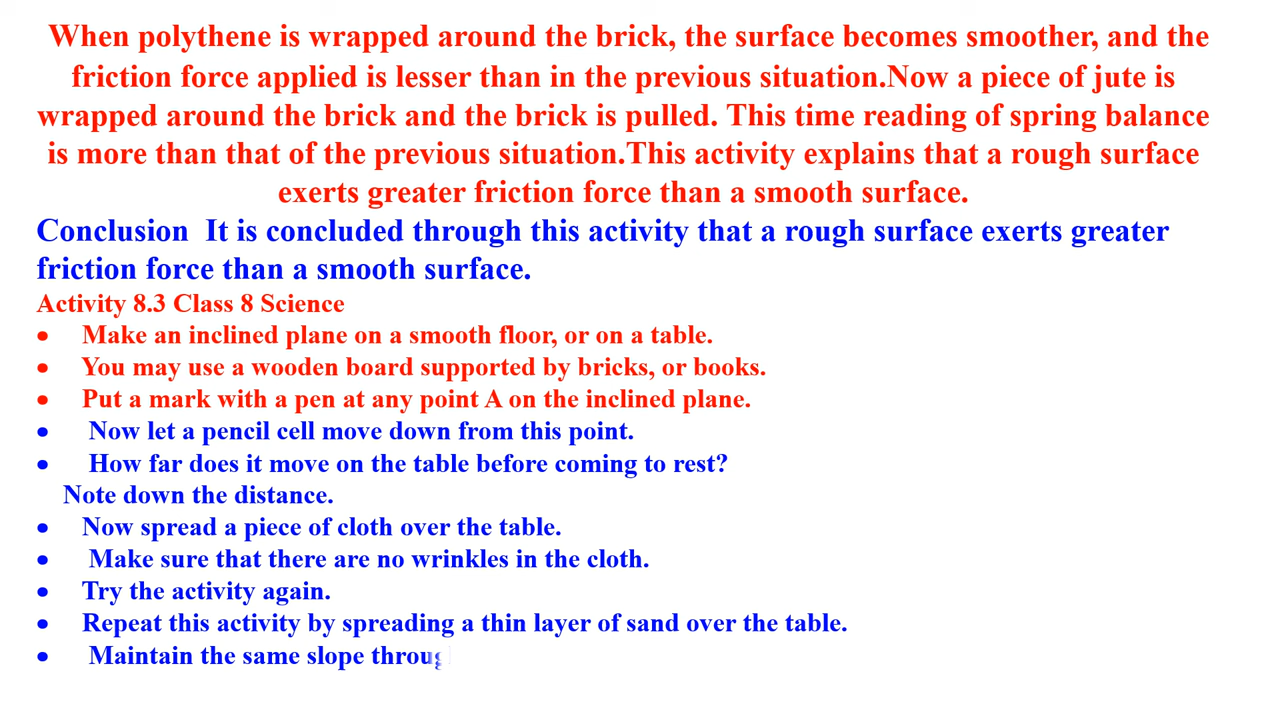 When polythene is wrapped around the brick, the surface becomes smoother, and the
friction force applied is lesser than in the previous situation.Now a piece of jute is
wrapped around the brick and the brick is pulled. This time reading of spring balance
is more than that of the previous situation.This activity explains that a rough surface
exerts greater friction force than a smooth surface.
Conclusion It is concluded through this activity that a rough surface exerts greater
friction force than a smooth surface.
Activity 8.3 Class 8 Science
• Make an inclined plane on a smooth floor, or on a table.
• You may use a wooden board supported by bricks, or books.
• Put a mark with a pen at any point A on the inclined plane.
• Now let a pencil cell move down from this point.
• How far does it move on the table before coming to rest?
Note down the distance.
• Now spread a piece of cloth over the table.
• Make sure that there are no wrinkles in the cloth.
• Try the activity again.
• Repeat this activity by spreading a thin layer of sand over the table.
• Maintain the same slope